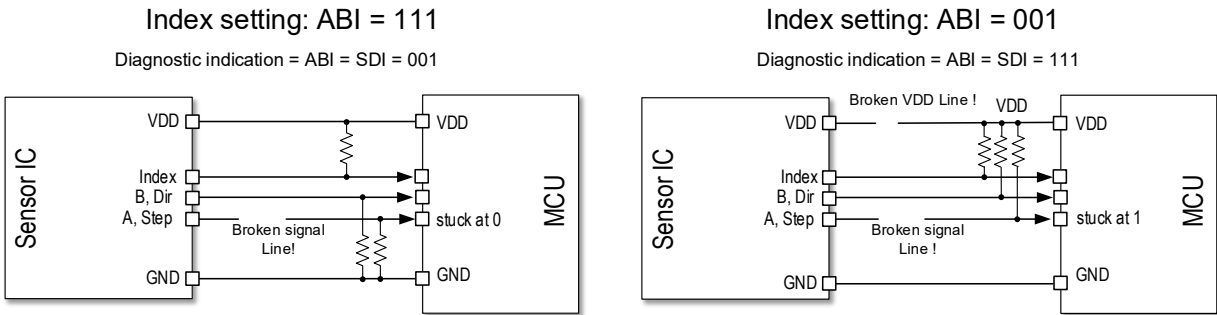 Index setting: ABI = 111
Diagnostic indication = ABI = SDI = 001
Sensor IC
VDD
Index
B, Dir
A, Step
GND
Broken signal
Line!
VDD
stuck at 0
GND
MCU
Index setting: ABI = 001
Diagnostic indication = ABI = SDI = 111
Broken VDD Line !
VDD
Sensor IC
VDD
Index
B, Dir
A, Step
GND
Broken signal
Line !
VDD
stuck at 1
GND
MCU